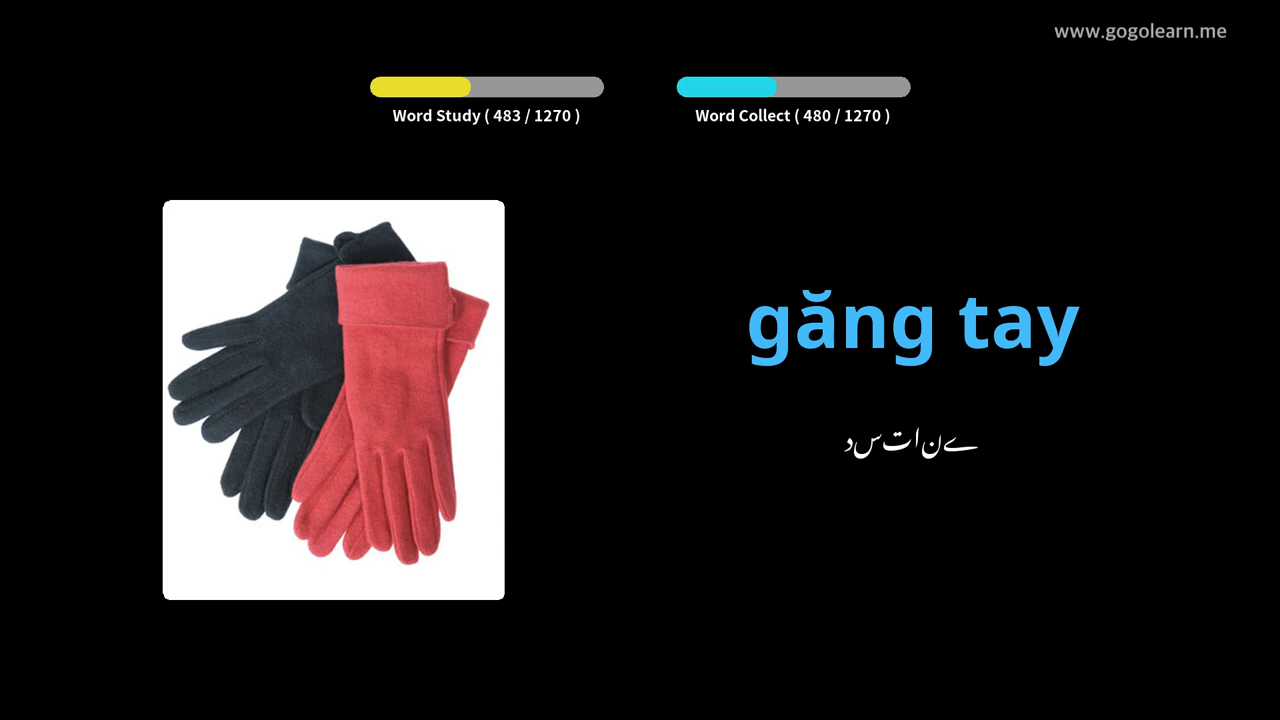 www.gogolearn.me
Word Study ( 483 / 1270 )
Word Collect ( 480 / 1270 )
găng tay
دستانے